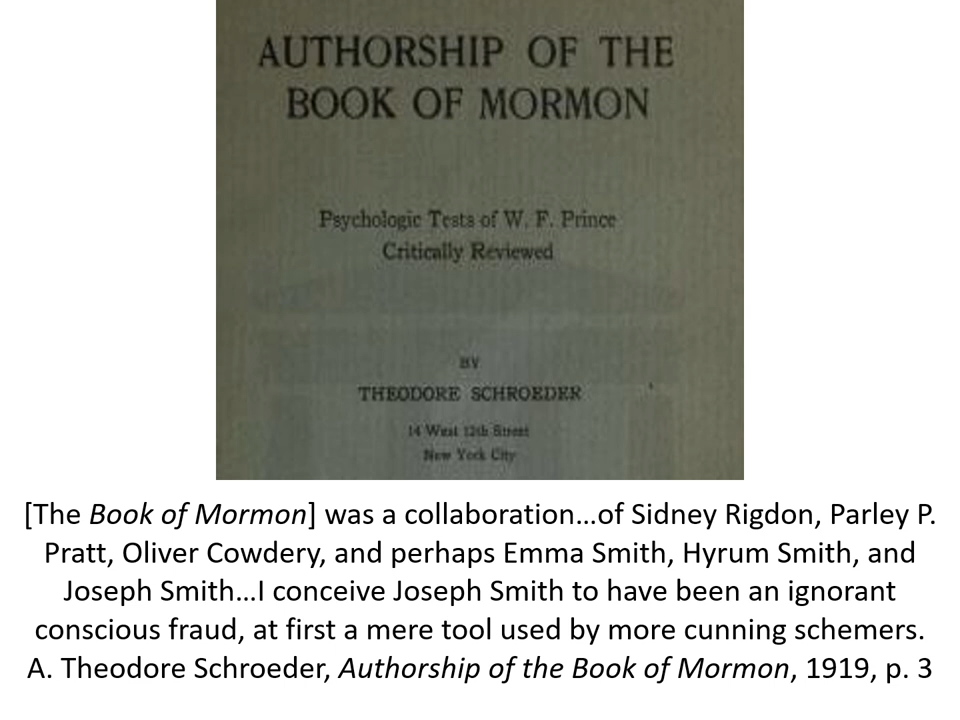 AUTHORSHIP OF THE
BOOK OF MORMON
Psychologic Tests of W. F. Prince
Critically Reviewed
BY
THEODORE SCHROEDER
14 West 12th Street
New York City
[The Book of Mormon] was a collaboration…of Sidney Rigdon, Parley P.
Pratt, Oliver Cowdery, and perhaps Emma Smith, Hyrum Smith, and
Joseph Smith…I conceive Joseph Smith to have been an ignorant
conscious fraud, at first a mere tool used by more cunning schemers.
A. Theodore Schroeder, Authorship of the Book of Mormon, 1919, p. 3